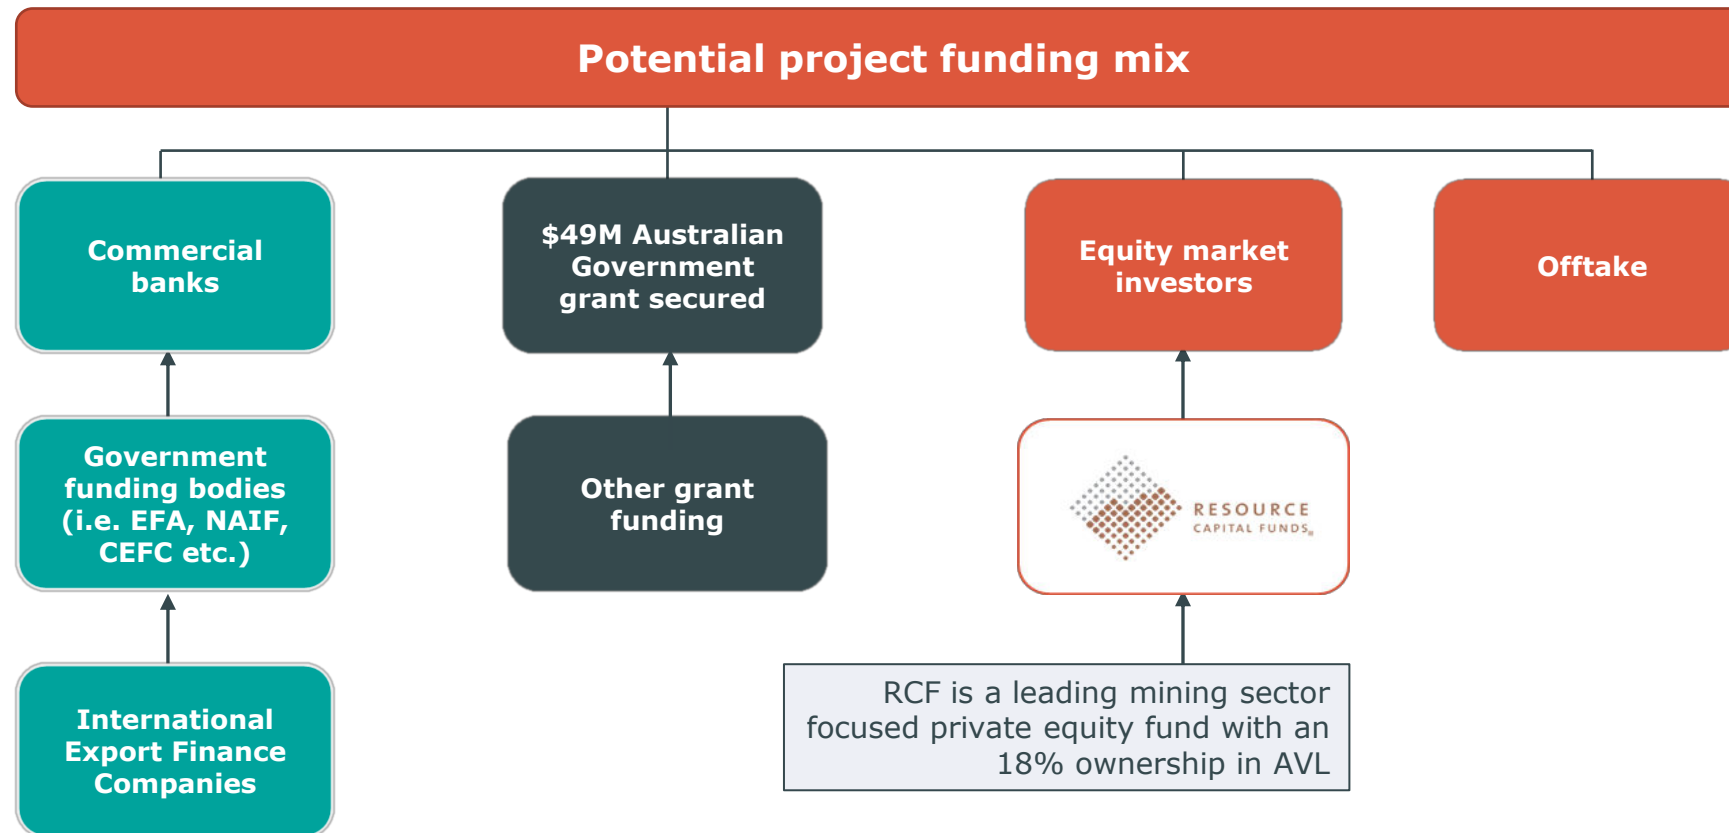 Potential project funding mix
Commercial
banks
$49M Australian
Government
grant secured
Equity market
investors
Offtake
Government
funding bodies
(i.e. EFA, NAIF,
CEFC etc.)
Other grant
funding
RESOURCE
CAPITAL FUNDS
International
Export Finance
Companies
RCF is a leading mining sector
focused private equity fund with an
18% ownership in AVL